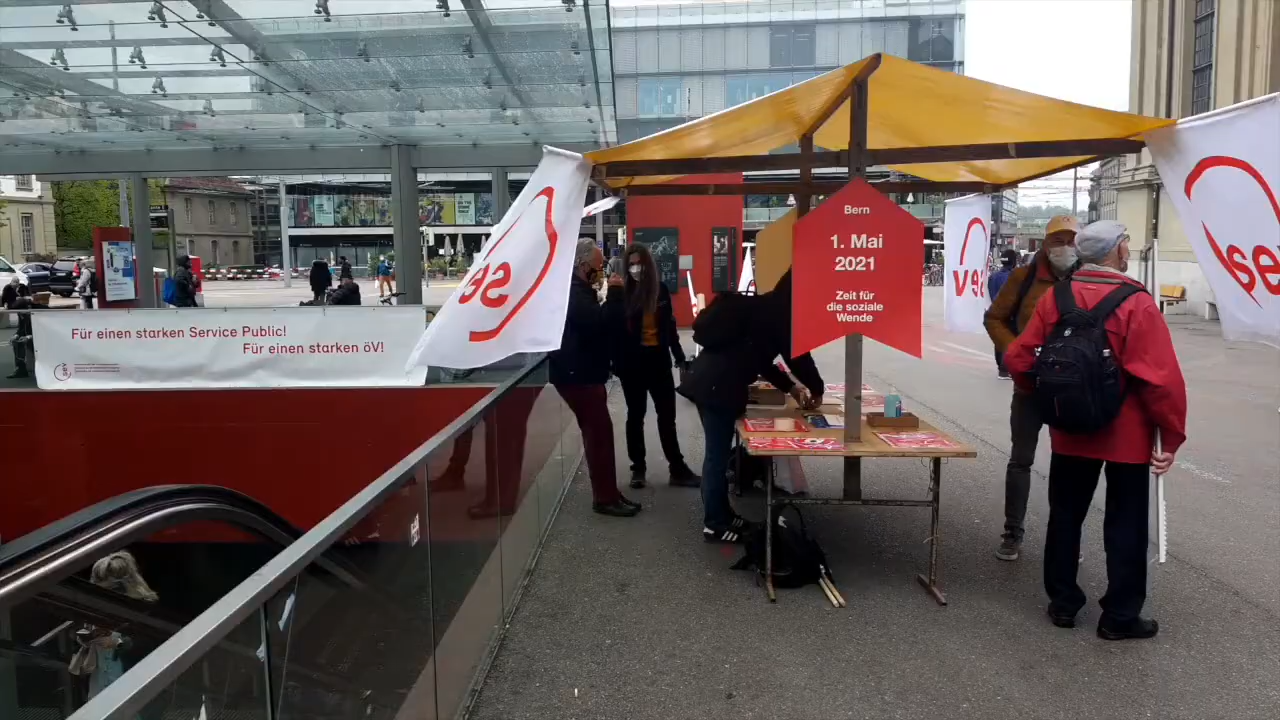 Für einen starken Service Public!
Für einen starken öV!
sev
sev
Bern
1. Mai
2021
Zeit für
die soziale
Wende
sev
sev